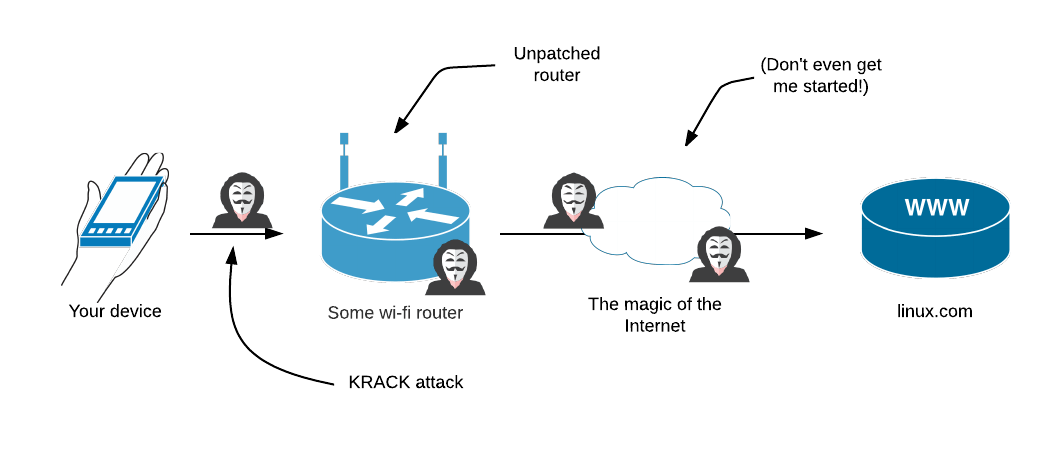 Unpatched
router
(Don't even get
me started!)
WWW
Your device
Some wi-fi router
The magic of the
Internet
linux.com
KRACK attack